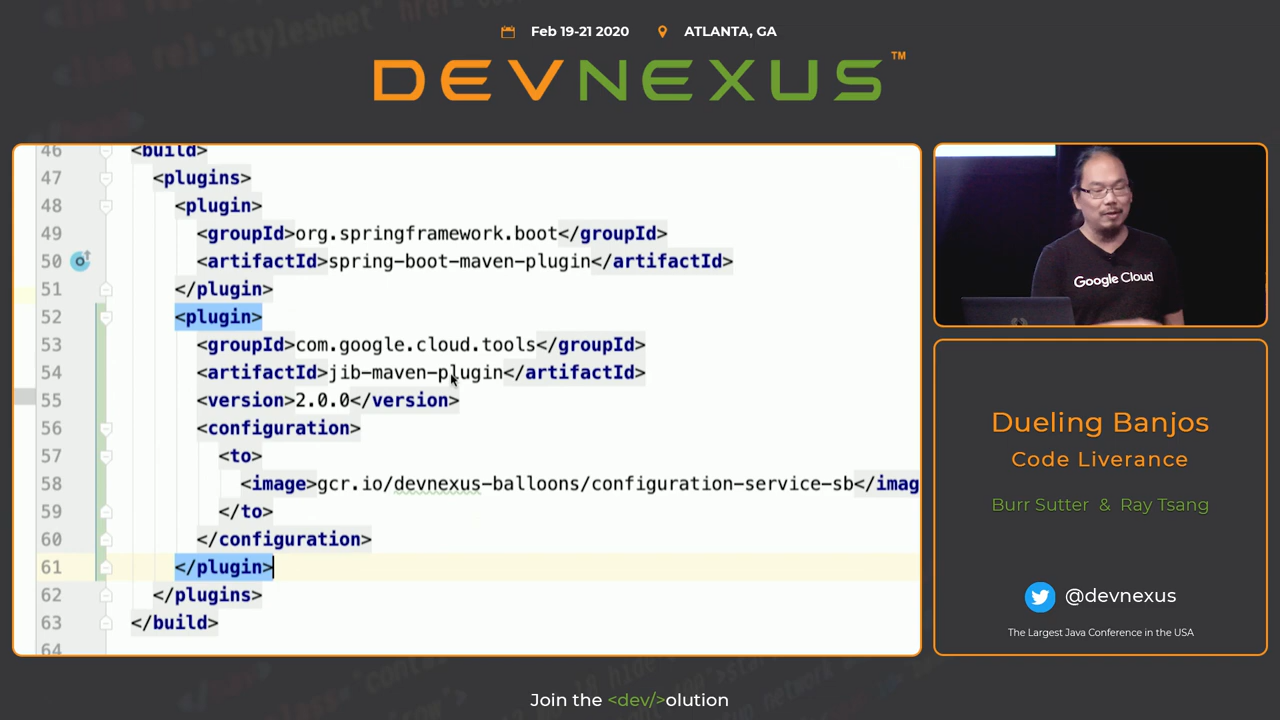 Feb 19-21 2020
ATLANTA, GA
DEVNEXUS™
46 <build>
47 <plugins>
48 <plugin>
49 <groupId>org.springframework.boot</groupId>
50 <artifactId>spring-boot-maven-plugin</artifactId>
51 </plugin>
52 <plugin>
53 <groupId>com.google.cloud.tools</groupId>
54 <artifactId>jib-maven-plugin</artifactId>
55 <version>2.0.0</version>
56 <configuration>
57 <to>
58 <image>gcr.io/devnexus-balloons/configuration-service-sb</imag
59 </to>
60 </configuration>
61 </plugin>
62 </plugins>
63 </build>
64
Google Cloud
Dueling Banjos
Code Liverance
Burr Sutter & Ray Tsang
@devnexus
The Largest Java Conference in the USA
Join the <dev/>olution